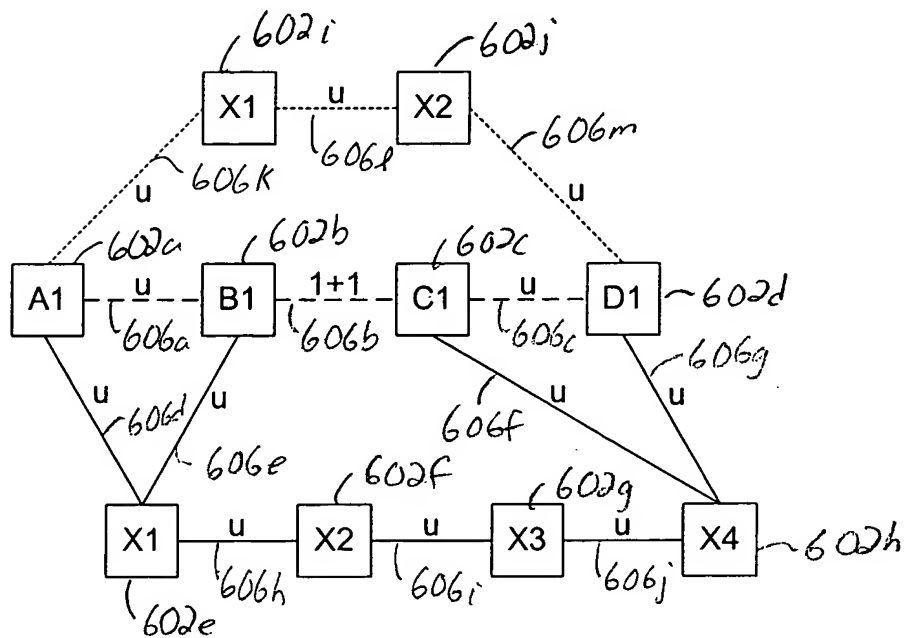 602i
602j
X1
u
X2
606l
606m
606k
u
u
602a
602b
602c
A1
u
B1
1+1
C1
u
D1
602d
606a
606b
606c
606g
u
u
u
u
606d
606f
606e
602f
602g
X1
u
X2
u
X3
u
X4
602h
606h
606i
606j
602e